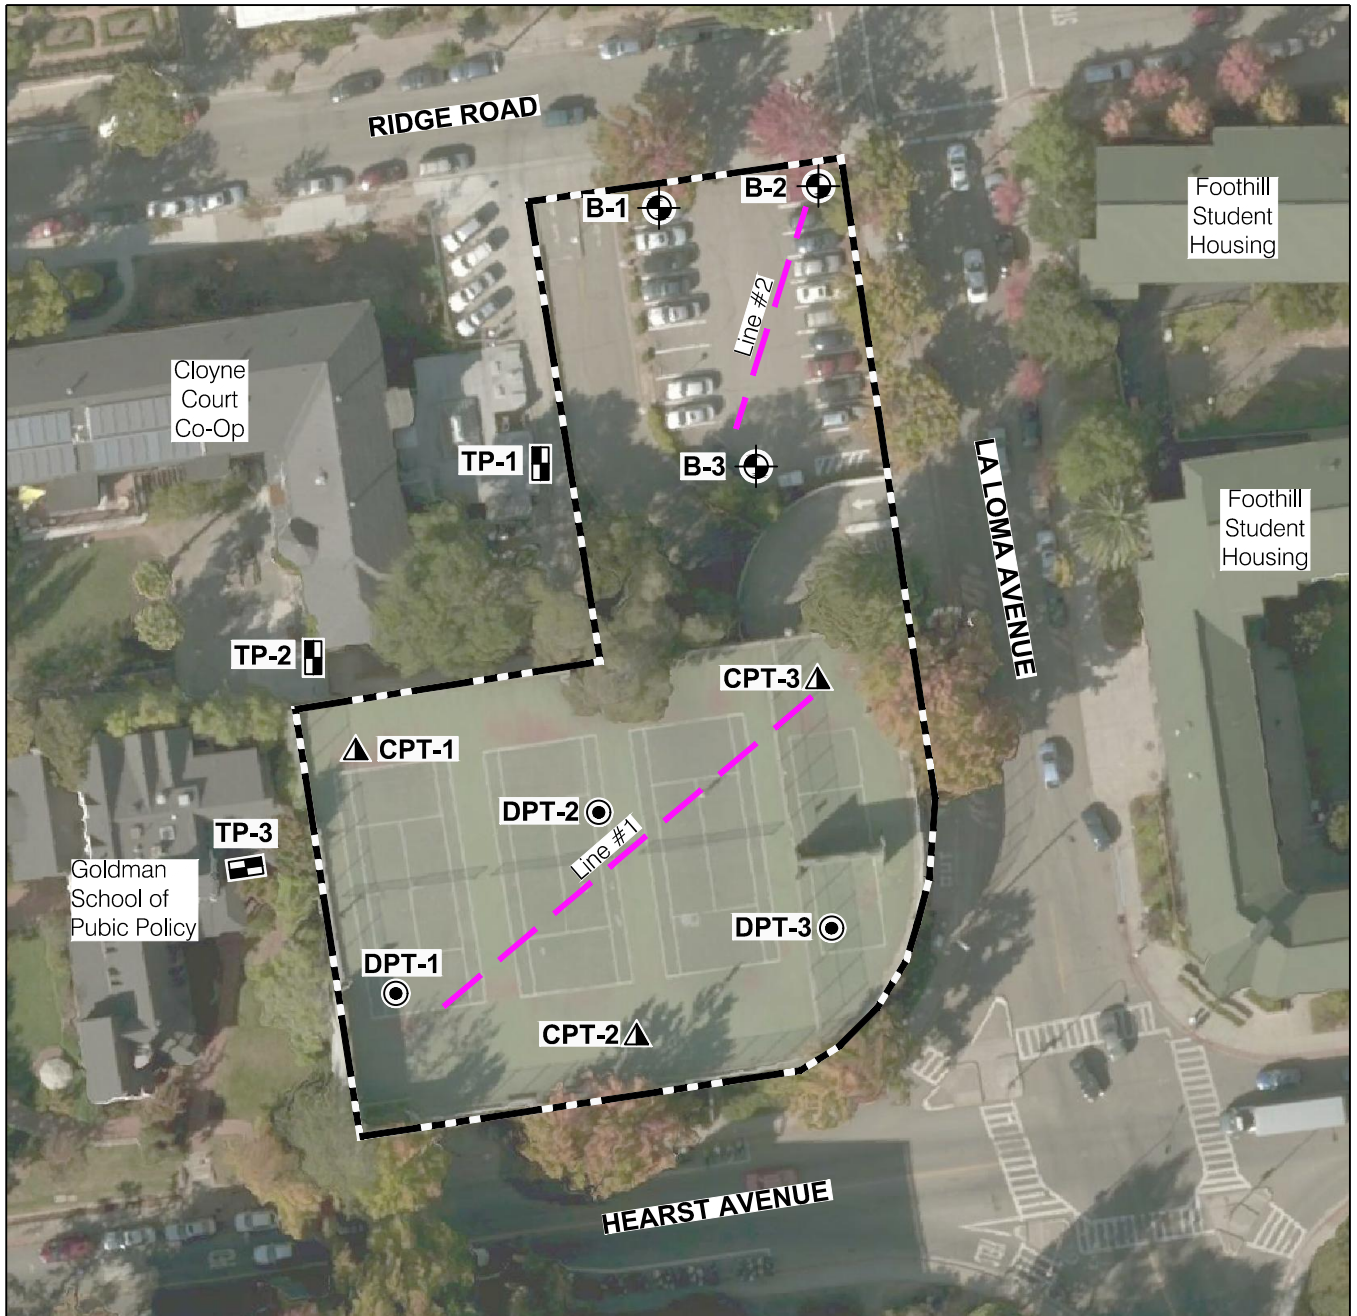 RIDGE ROAD
B-1
B-2
Foothill
Student
Housing
Line #2
Cloyne
Court
Co-Op
TP-1
B-3
LA LOMA AVENUE
Foothill
Student
Housing
TP-2
CPT-3
CPT-1
DPT-2
Line #1
TP-3
Goldman
School of
Pubic Policy
DPT-3
DPT-1
CPT-2
HEARST AVENUE